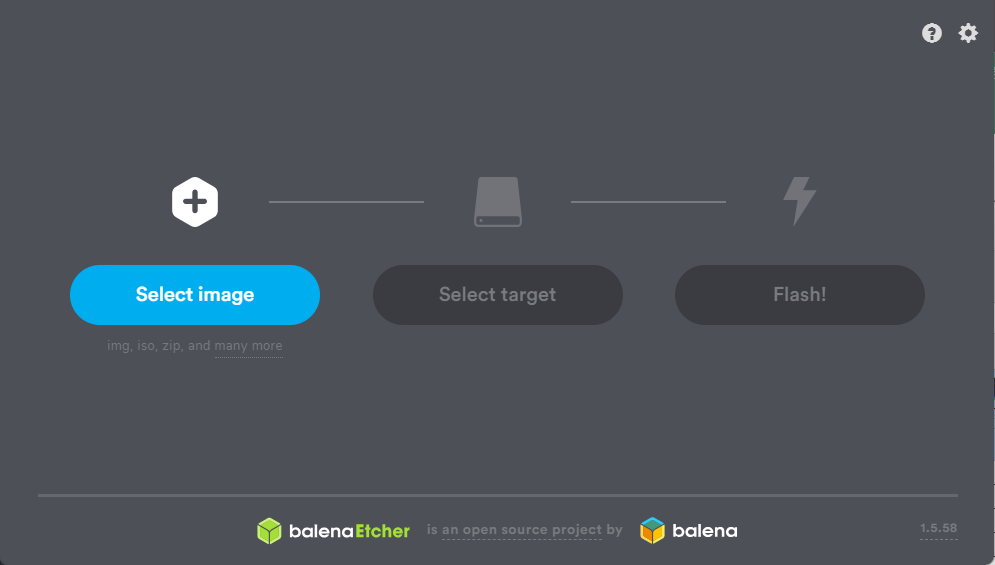 Select image
Select target
Flash!
img, iso, zip, and many more
balenaEtcher is an open source project by balena
1.5.58